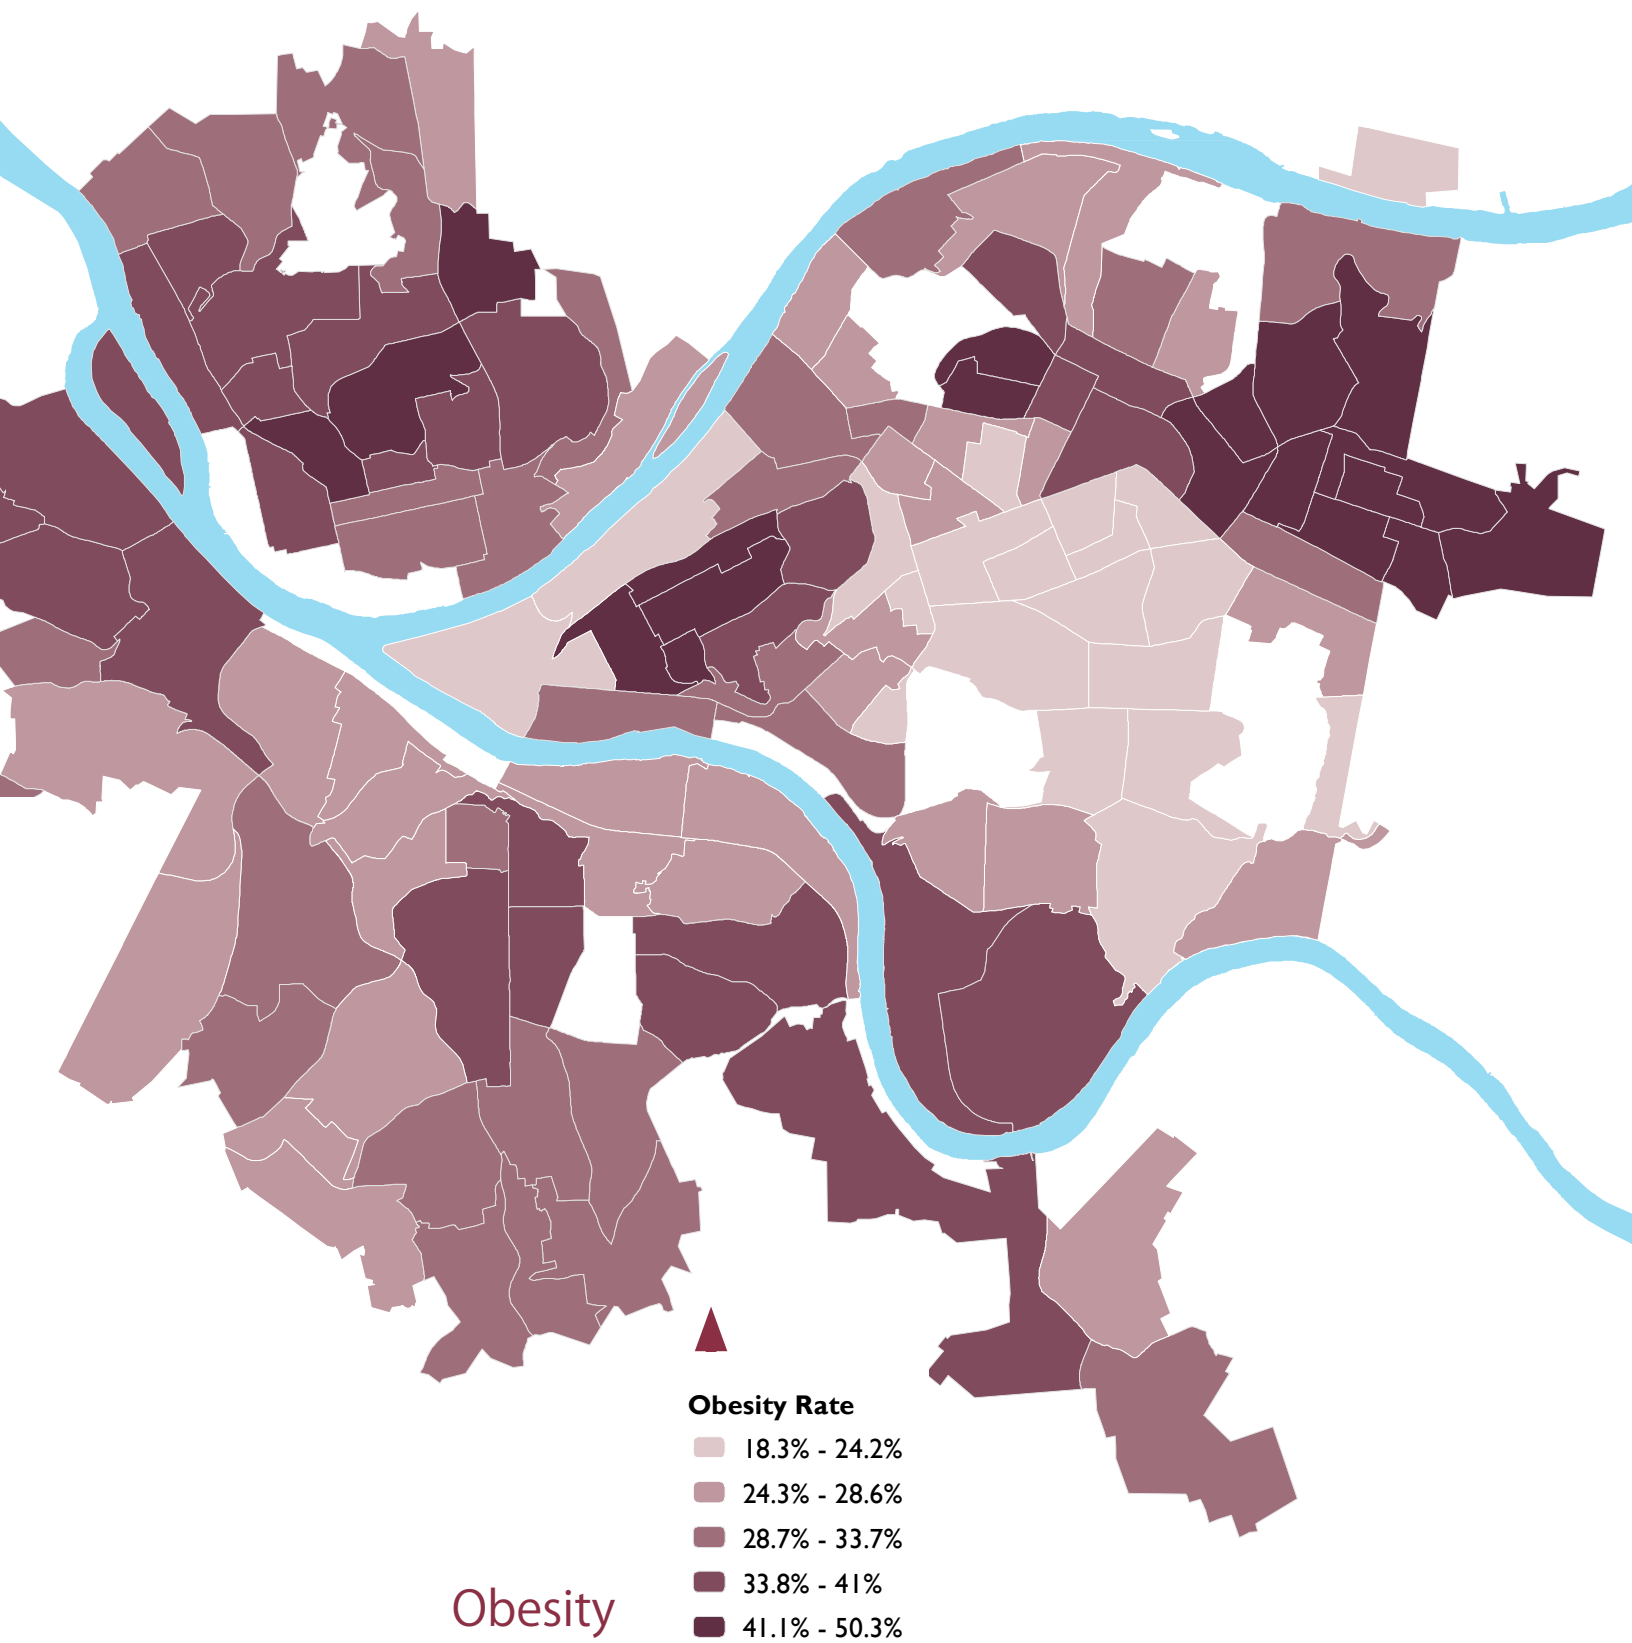 Obesity Rate
18.3% - 24.2%
24.3% - 28.6%
28.7% - 33.7%
33.8% - 41%
41.1% - 50.3%
Obesity